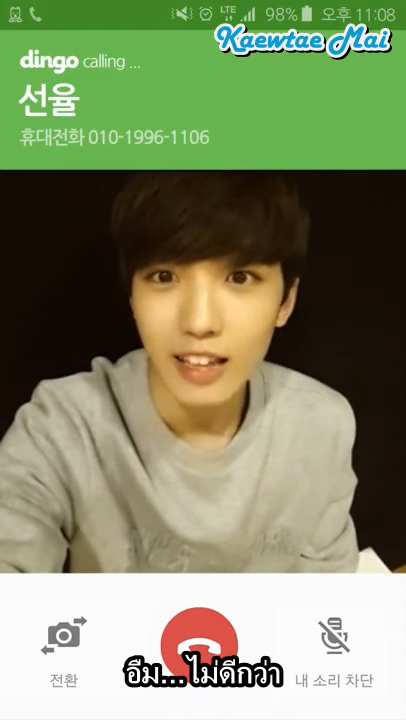 LTE 98% 오후 11:08
Kaewtae Mai
dingo calling ...
선율
휴대전화 010-1996-1106
전환
내 소리 차단
อืม...ไม่ดีกว่า